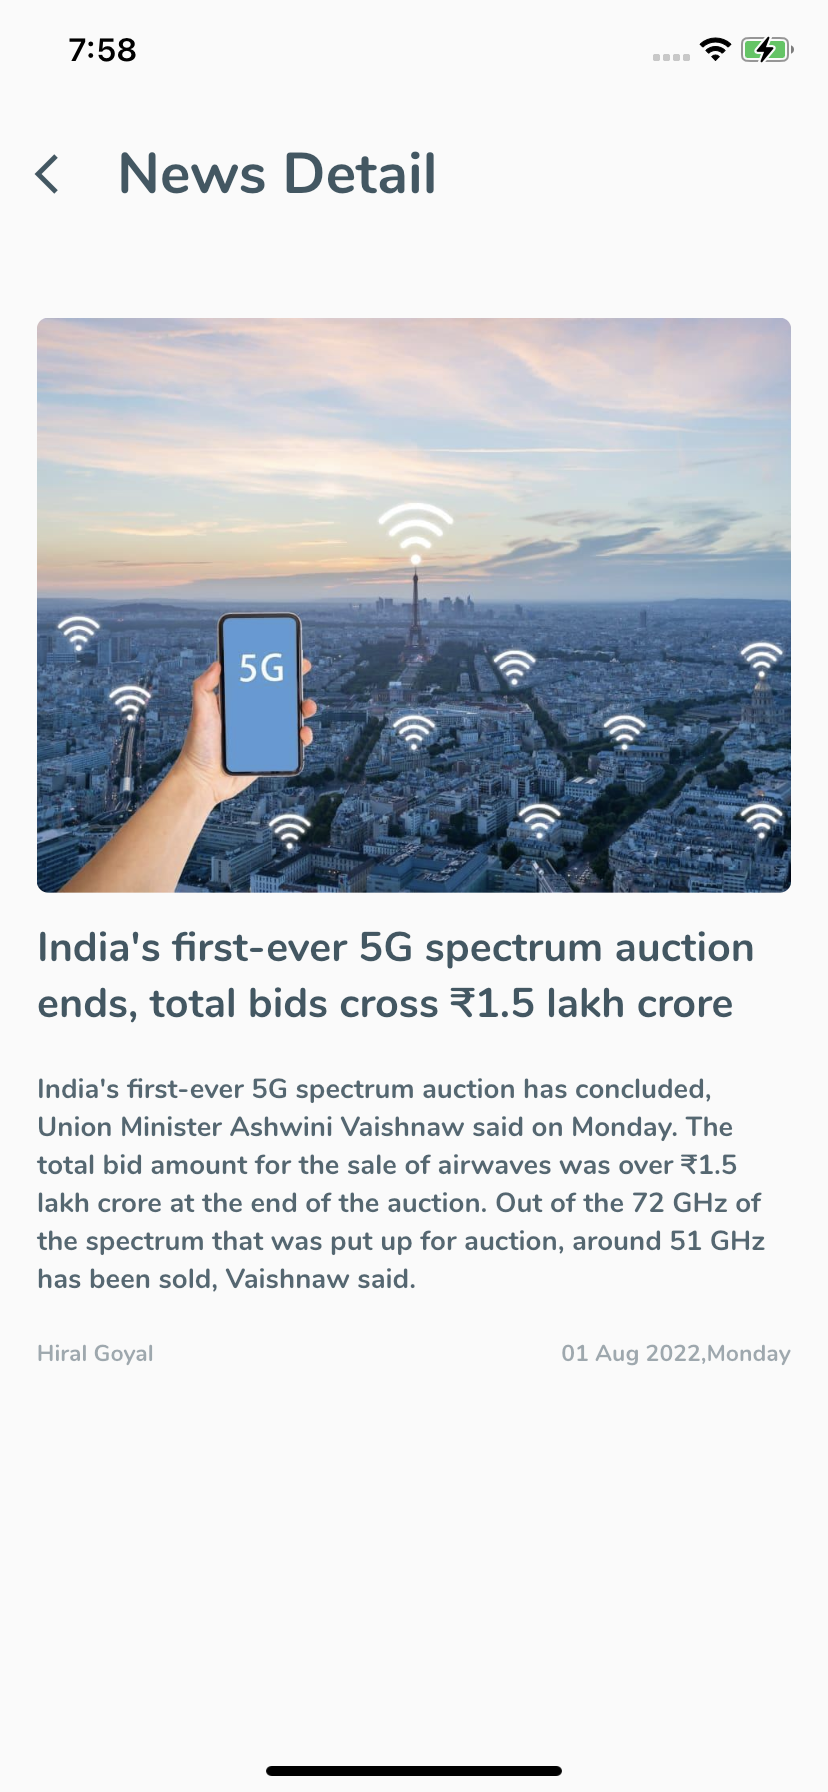 7:58
News Detail
5G
India's first-ever 5G spectrum auction
ends, total bids cross ₹1.5 lakh crore
India's first-ever 5G spectrum auction has concluded,
Union Minister Ashwini Vaishnaw said on Monday. The
total bid amount for the sale of airwaves was over ₹1.5
lakh crore at the end of the auction. Out of the 72 GHz of
the spectrum that was put up for auction, around 51 GHz
has been sold, Vaishnaw said.
Hiral Goyal
01 Aug 2022,Monday